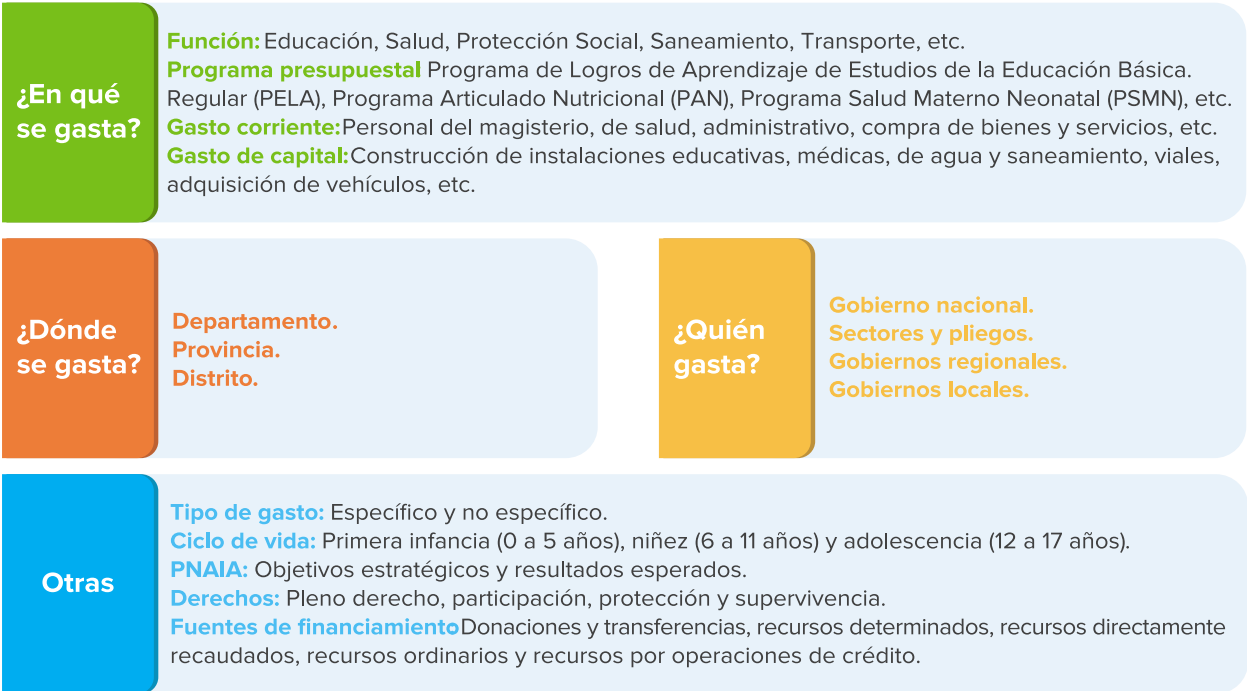 ¿En qué
se gasta?
Función: Educación, Salud, Protección Social, Saneamiento, Transporte, etc.
Programa presupuestal Programa de Logros de Aprendizaje de Estudios de la Educación Básica.
Regular (PELA), Programa Articulado Nutricional (PAN), Programa Salud Materno Neonatal (PSMN), etc.
Gasto corriente:Personal del magisterio, de salud, administrativo, compra de bienes y servicios, etc.
Gasto de capital:Construcción de instalaciones educativas, médicas, de agua y saneamiento, viales,
adquisición de vehículos, etc.
¿Dónde
se gasta?
Departamento.
Provincia.
Distrito.
¿Quién
gasta?
Gobierno nacional.
Sectores y pliegos.
Gobiernos regionales.
Gobiernos locales.
Otras
Tipo de gasto: Específico y no específico.
Ciclo de vida: Primera infancia (0 a 5 años), niñez (6 a 11 años) y adolescencia (12 a 17 años).
PNAIA: Objetivos estratégicos y resultados esperados.
Derechos: Pleno derecho, participación, protección y supervivencia.
Fuentes de financiamiento Donaciones y transferencias, recursos determinados, recursos directamente
recaudados, recursos ordinarios y recursos por operaciones de crédito.